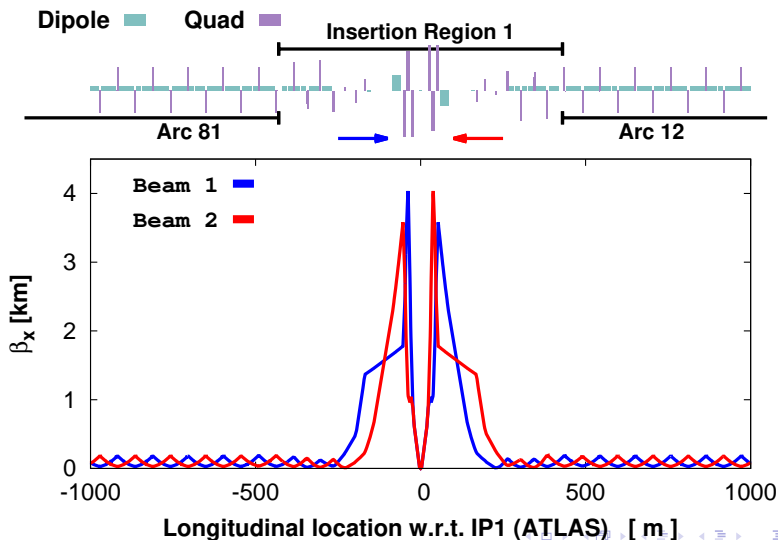 Dipole Quad
Insertion Region 1
Arc 81 Arc 12
Beam 1
Beam 2
4
3
2
1
0
βx [km]
-1000 -500 0 500 1000
Longitudinal location w.r.t. IP1 (ATLAS) [ m ]